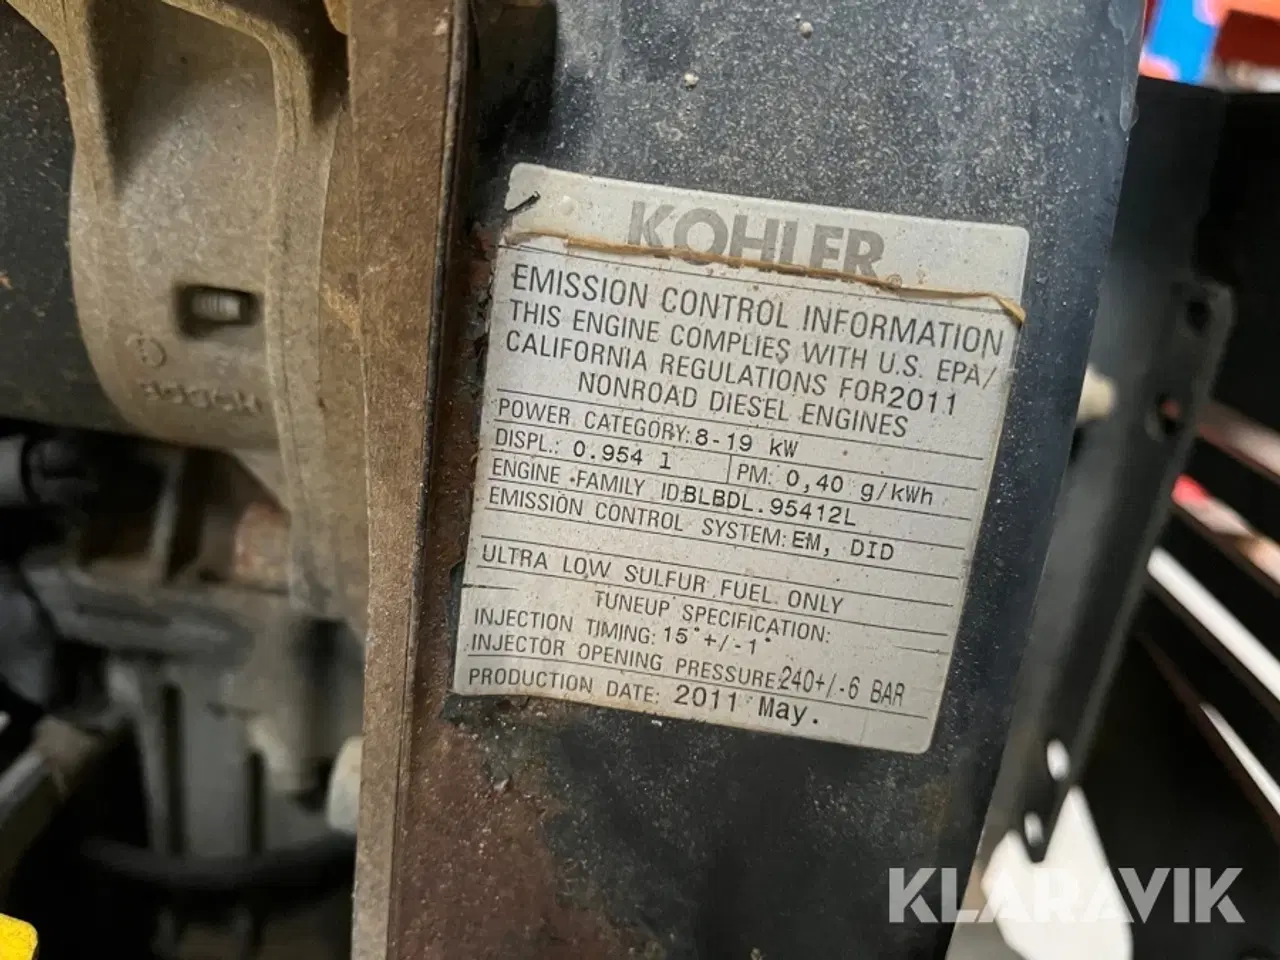 KOHLER
EMISSION CONTROL INFORMATION
THIS ENGINE COMPLIES WITH U.S. EPA/
CALIFORNIA REGULATIONS FOR 2011
NONROAD DIESEL ENGINES
POWER CATEGORY: 8-19 kW
DISPL.: 0.954 l PM: 0,40 g/kWh
ENGINE FAMILY ID: BLBDL.95412L
EMISSION CONTROL SYSTEM: EM, DID
ULTRA LOW SULFUR FUEL ONLY
TUNEUP SPECIFICATION:
INJECTION TIMING: 15°+/-1°
INJECTOR OPENING PRESSURE: 240+/-6 BAR
PRODUCTION DATE: 2011 May.
KLARAVIK